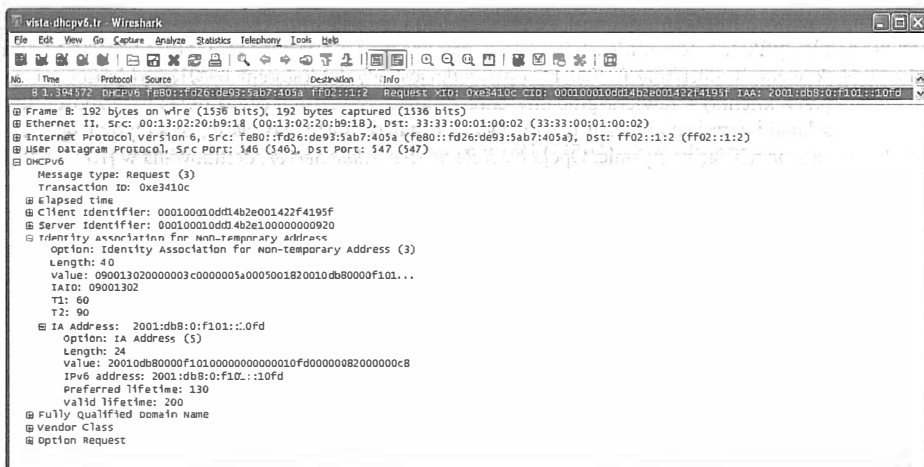 vista-dhcpv6.tr - Wireshark
File Edit View Go Capture Analyze Statistics Telephony Tools Help
No. Time Protocol Source Destination Info
8 1.394572 DHCPv6 fe80::fd26:de93:5ab7:405a ff02::1:2 Request XID: 0xe3410c CID: 000100010dd14b2e001422f4195f IAA: 2001:db8:0:f101::10fd
Frame 8: 192 bytes on wire (1536 bits), 192 bytes captured (1536 bits)
Ethernet II, Src: 00:13:02:20:b9:18 (00:13:02:20:b9:18), Dst: 33:33:00:01:00:02 (33:33:00:01:00:02)
Internet Protocol Version 6, Src: fe80::fd26:de93:5ab7:405a (fe80::fd26:de93:5ab7:405a), Dst: ff02::1:2 (ff02::1:2)
User Datagram Protocol, Src Port: 546 (546), Dst Port: 547 (547)
DHCPv6
Message type: Request (3)
Transaction ID: 0xe3410c
Elapsed time
Client Identifier: 000100010dd14b2e001422f4195f
Server Identifier: 000100010dd14b2e100000000920
Identity Association for Non-temporary Address
Option: Identity Association for Non-temporary Address (3)
Length: 40
Value: 090013020000003c0000005a0005001820010db80000f101...
IAID: 09001302
T1: 60
T2: 90
IA Address: 2001:db8:0:f101::10fd
Option: IA Address (5)
Length: 24
Value: 20010db80000f10100000000000010fd00000082000000c8
IPv6 address: 2001:db8:0:f101::10fd
Preferred lifetime: 130
Valid lifetime: 200
Fully Qualified Domain Name
Vendor Class
Option Request